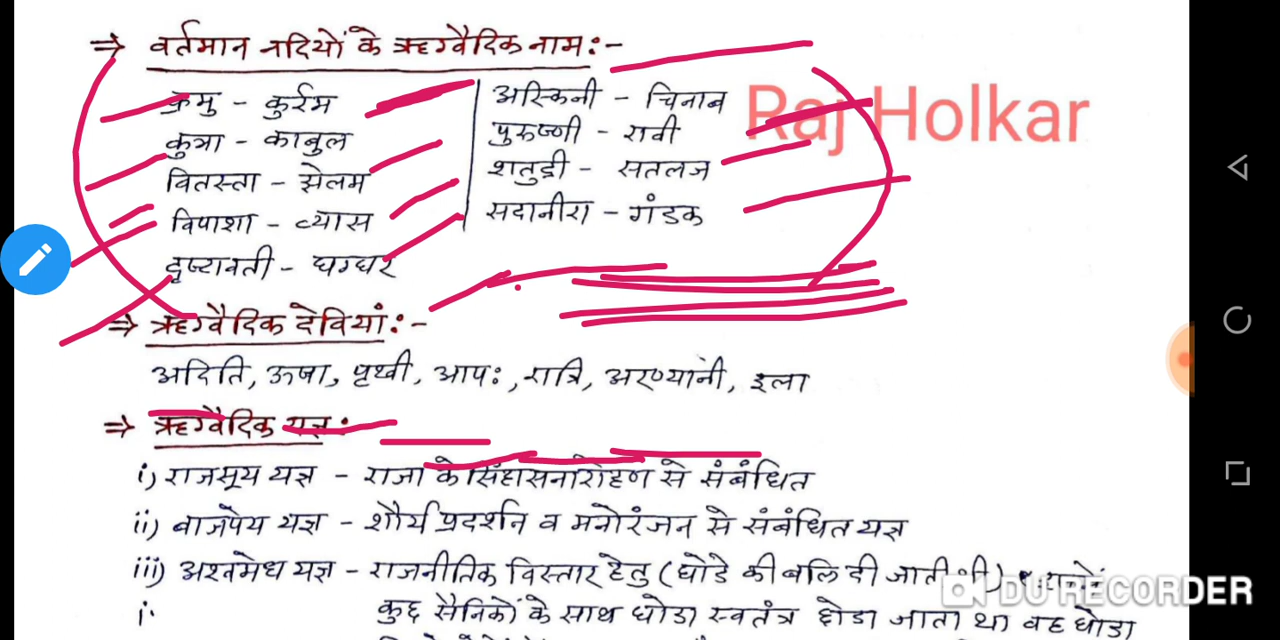 ⇒ वर्तमान नदियों के ऋग्वैदिक नाम:-
क्रमु - कुर्रम
कुभा - काबुल
वितस्ता - झेलम
विपाशा - व्यास
दृष्टावती - घग्घर
अस्किनी - चिनाब
पुरुष्णी - रावी
शतुद्री - सतलज
सदानीरा - गंडक
Raj Holkar
⇒ ऋग्वैदिक देवियां:-
अदिति, ऊषा, पृथ्वी, आपः, रात्रि, अरण्यांनी, इला
⇒ ऋग्वैदिक यज्ञ:
i) राजसूय यज्ञ - राजा के सिंहासनारोहण से संबंधित
ii) बाजपेय यज्ञ - शौर्य प्रदर्शन व मनोरंजन से संबंधित यज्ञ
iii) अश्वमेध यज्ञ - राजनीतिक विस्तार हेतु (घोडे की बलि दी जाती थी)
DU RECORDER
कुछ सैनिकों के साथ घोडा स्वतंत्र छोडा जाता था वह घोडा